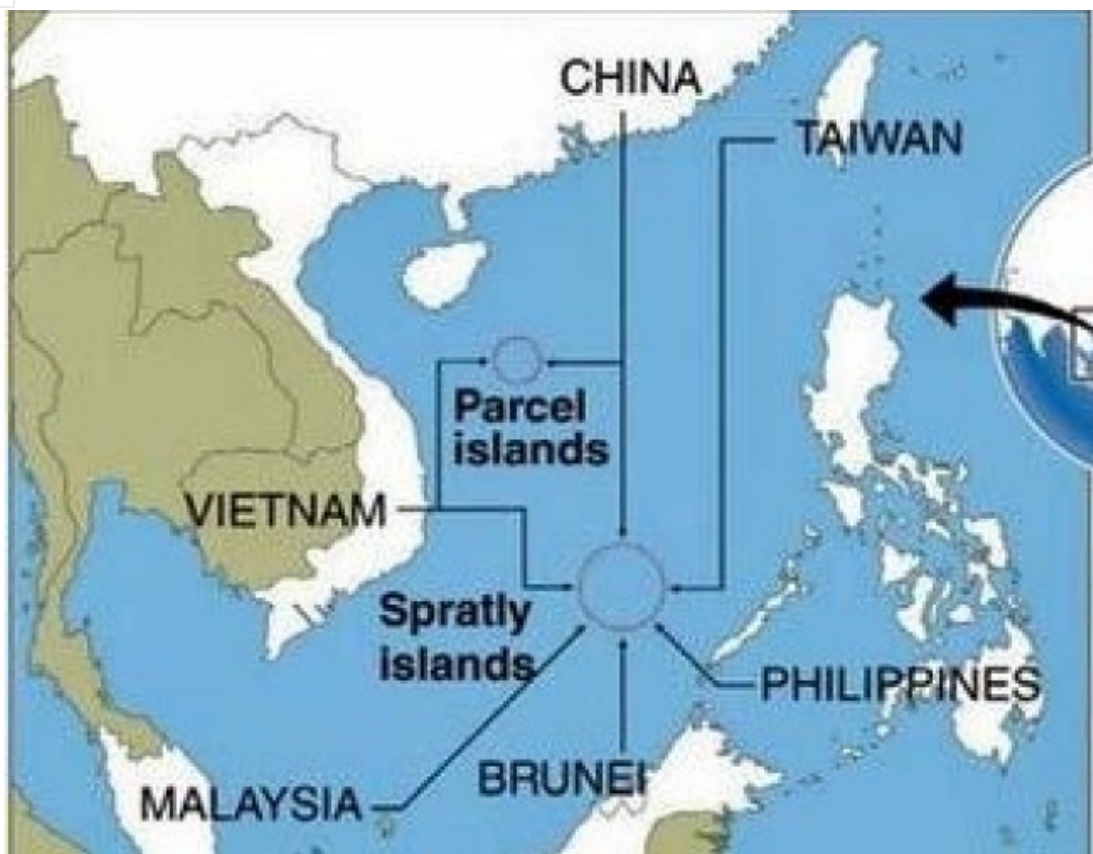 CHINA
TAIWAN
Parcel
islands
VIETNAM
Spratly
islands
PHILIPPINES
BRUNEI
MALAYSIA